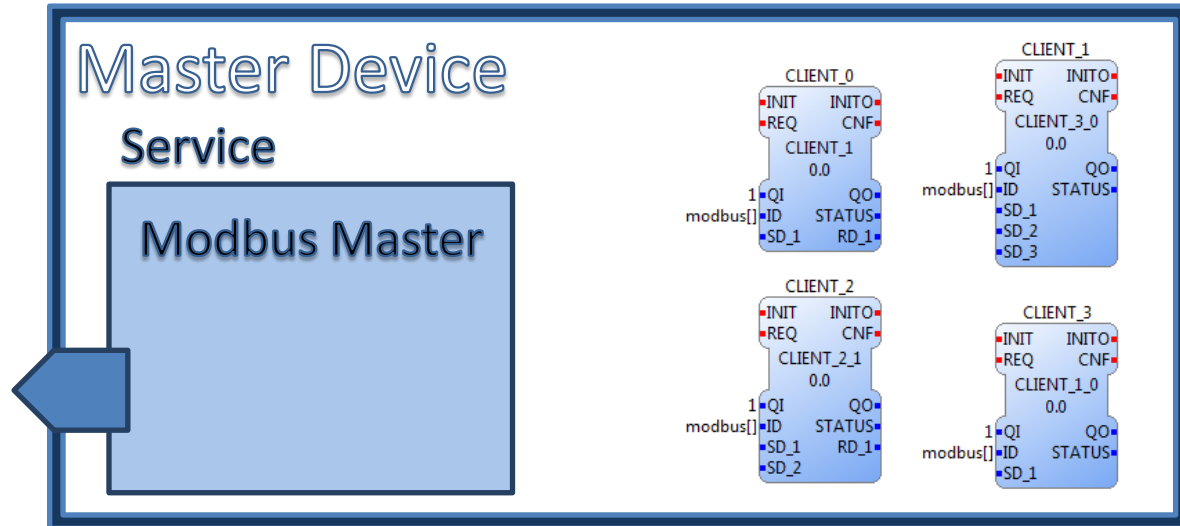 Master Device
Service
Modbus Master
CLIENT_0
INIT INITO
REQ CNF
CLIENT_1
0.0
1 QI QO
modbus[] ID STATUS
SD_1 RD_1
CLIENT_1
INIT INITO
REQ CNF
CLIENT_3_0
0.0
1 QI QO
modbus[] ID STATUS
SD_1
SD_2
SD_3
CLIENT_2
INIT INITO
REQ CNF
CLIENT_2_1
0.0
1 QI QO
modbus[] ID STATUS
SD_1 RD_1
SD_2
CLIENT_3
INIT INITO
REQ CNF
CLIENT_1_0
0.0
1 QI QO
modbus[] ID STATUS
SD_1